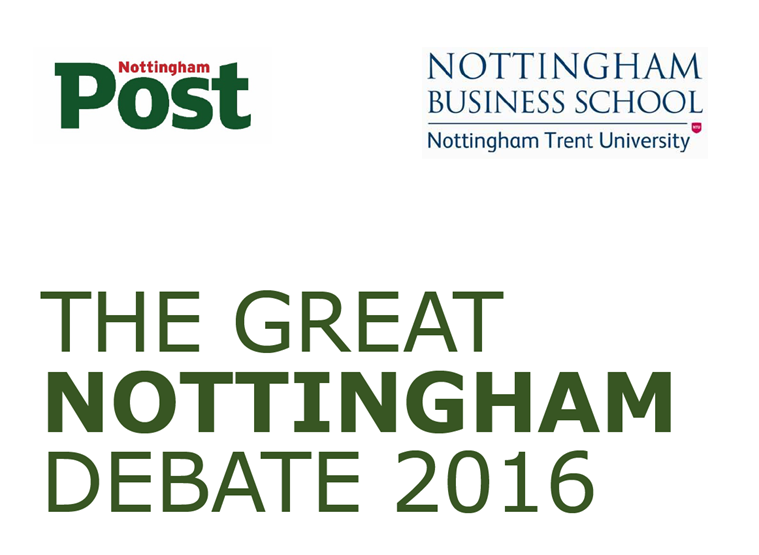 Nottingham
Post
NOTTINGHAM
BUSINESS SCHOOL
Nottingham Trent University
THE GREAT
NOTTINGHAM
DEBATE 2016